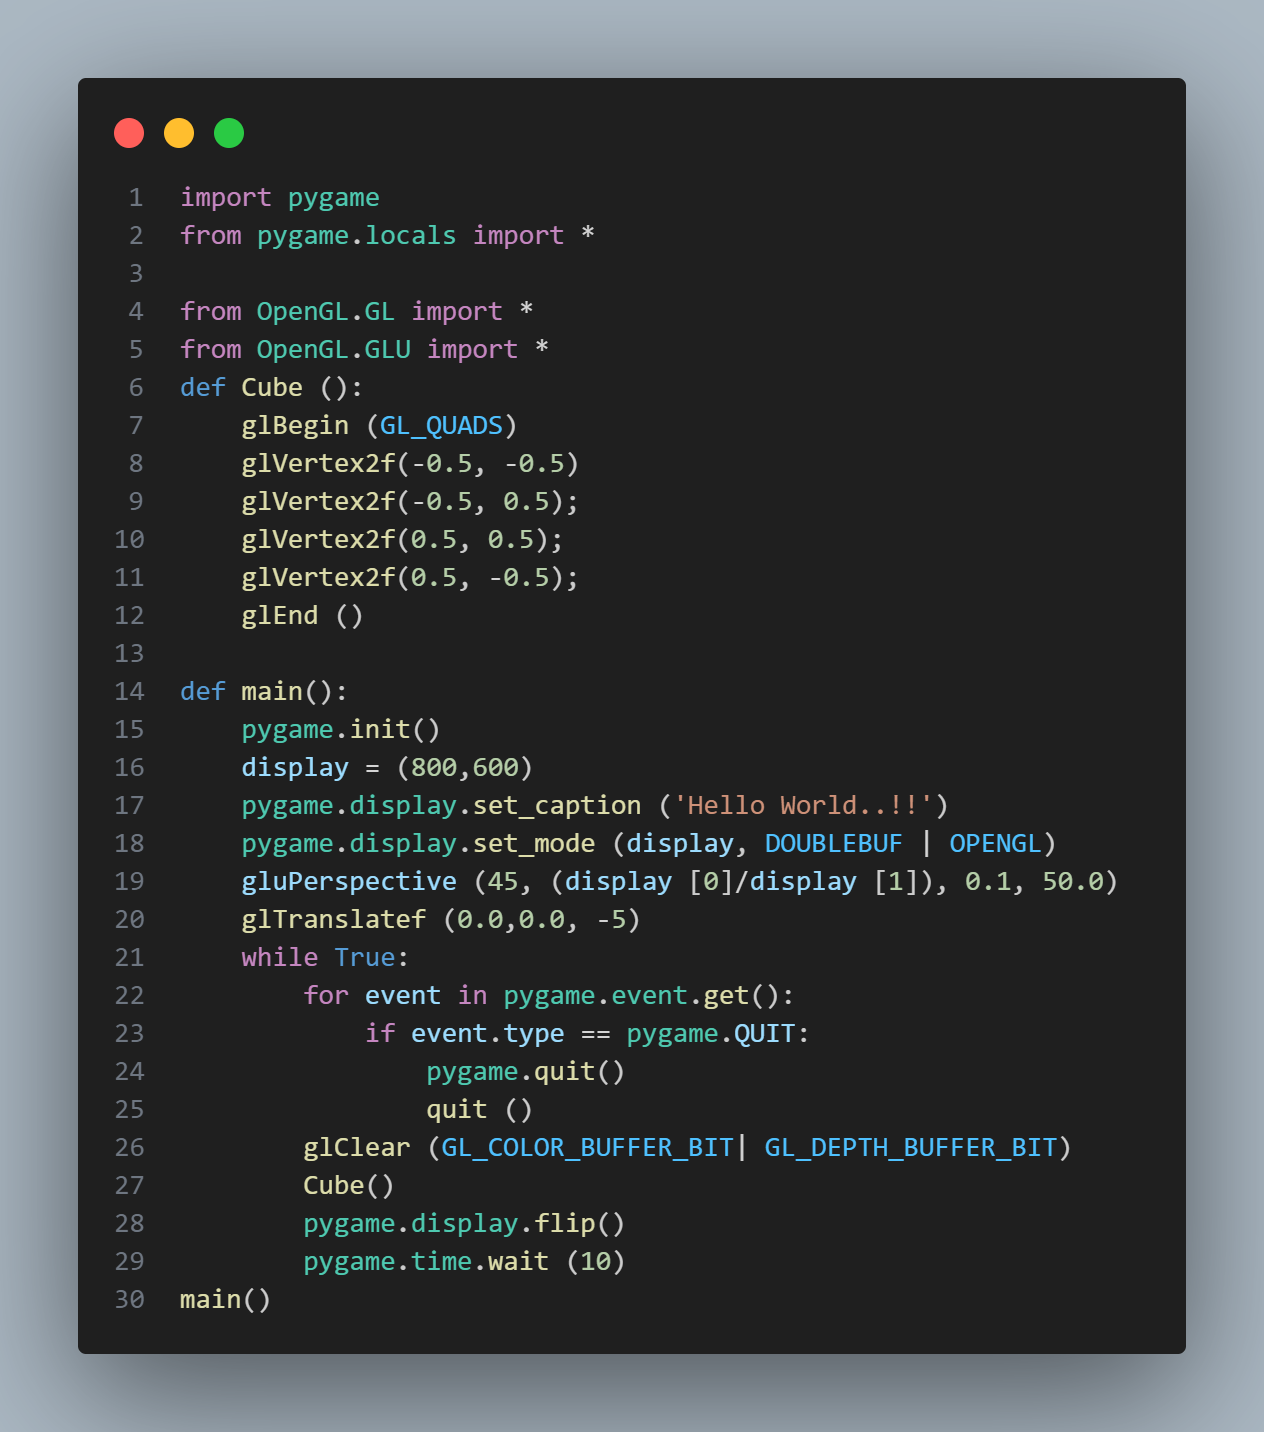 1 import pygame
2 from pygame.locals import *
3
4 from OpenGL.GL import *
5 from OpenGL.GLU import *
6 def Cube ():
7     glBegin (GL_QUADS)
8     glVertex2f(-0.5, -0.5)
9     glVertex2f(-0.5, 0.5);
10     glVertex2f(0.5, 0.5);
11     glVertex2f(0.5, -0.5);
12     glEnd ()
13
14 def main():
15     pygame.init()
16     display = (800,600)
17     pygame.display.set_caption ('Hello World..!!')
18     pygame.display.set_mode (display, DOUBLEBUF | OPENGL)
19     gluPerspective (45, (display [0]/display [1]), 0.1, 50.0)
20     glTranslatef (0.0,0.0, -5)
21     while True:
22         for event in pygame.event.get():
23             if event.type == pygame.QUIT:
24                 pygame.quit()
25                 quit ()
26         glClear (GL_COLOR_BUFFER_BIT| GL_DEPTH_BUFFER_BIT)
27         Cube()
28         pygame.display.flip()
29         pygame.time.wait (10)
30 main()